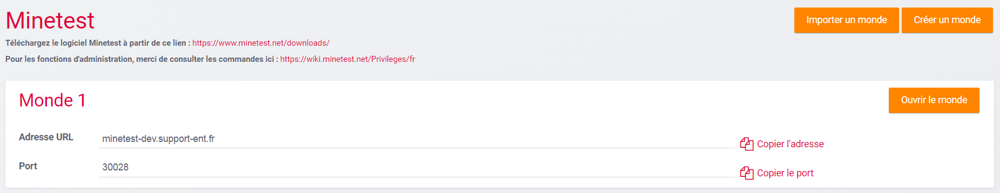 Minetest
Importer un monde
Créer un monde
Téléchargez le logiciel Minetest à partir de ce lien : https://www.minetest.net/downloads/
Pour les fonctions d'administration, merci de consulter les commandes ici : https://wiki.minetest.net/Privileges/fr
Monde 1
Ouvrir le monde
Adresse URL
minetest-dev.support-ent.fr
Copier l'adresse
Port
30028
Copier le port